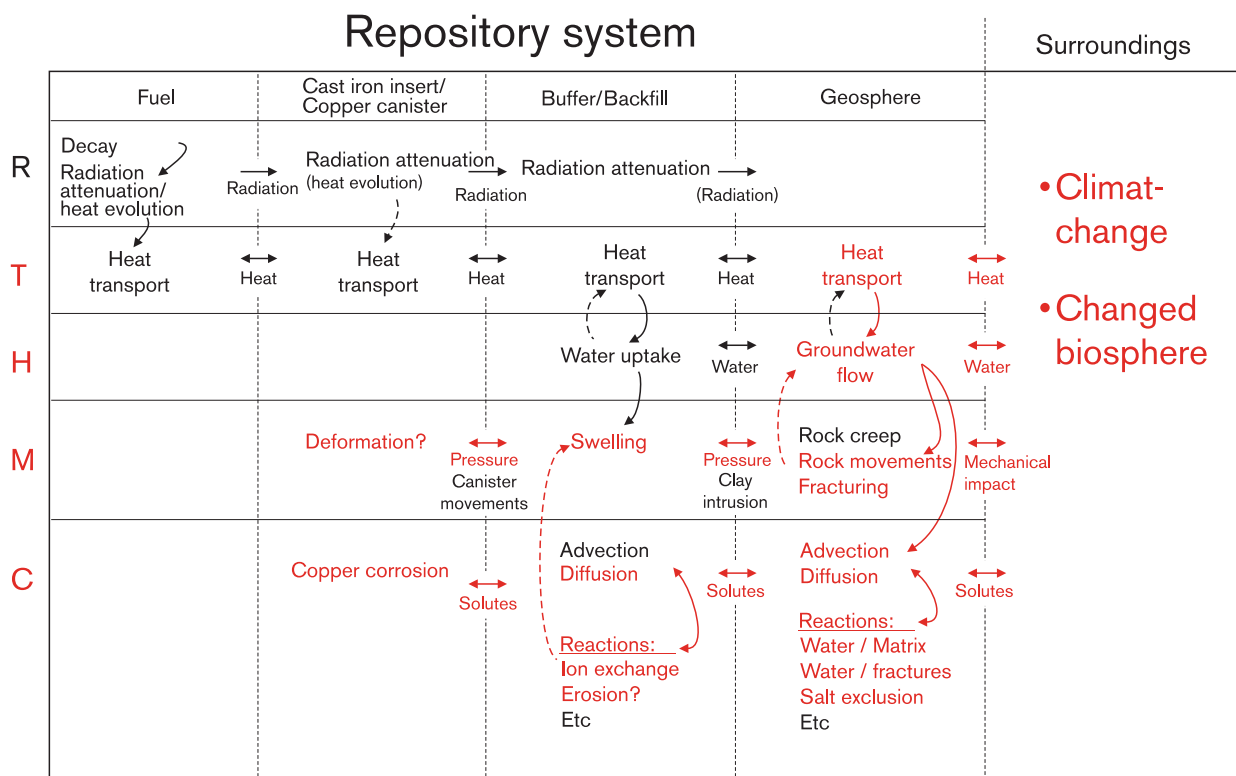 Repository system
Surroundings
Fuel
Cast iron insert/
Copper canister
Buffer/Backfill
Geosphere
R
Decay
Radiation
attenuation/
heat evolution
Radiation
Radiation attenuation
(heat evolution)
Radiation
Radiation attenuation
(Radiation)
T
Heat
transport
Heat
Heat
transport
Heat
Heat
transport
Heat
Heat
transport
Heat
H
Water uptake
Water
Groundwater
flow
Water
M
Deformation?
Pressure
Canister
movements
Swelling
Pressure
Clay
intrusion
Rock creep
Rock movements
Fracturing
Mechanical
impact
C
Copper corrosion
Solutes
Advection
Diffusion
Reactions:
Ion exchange
Erosion?
Etc
Solutes
Advection
Diffusion
Reactions:
Water / Matrix
Water / fractures
Salt exclusion
Etc
Solutes
• Climat-
change
• Changed
biosphere